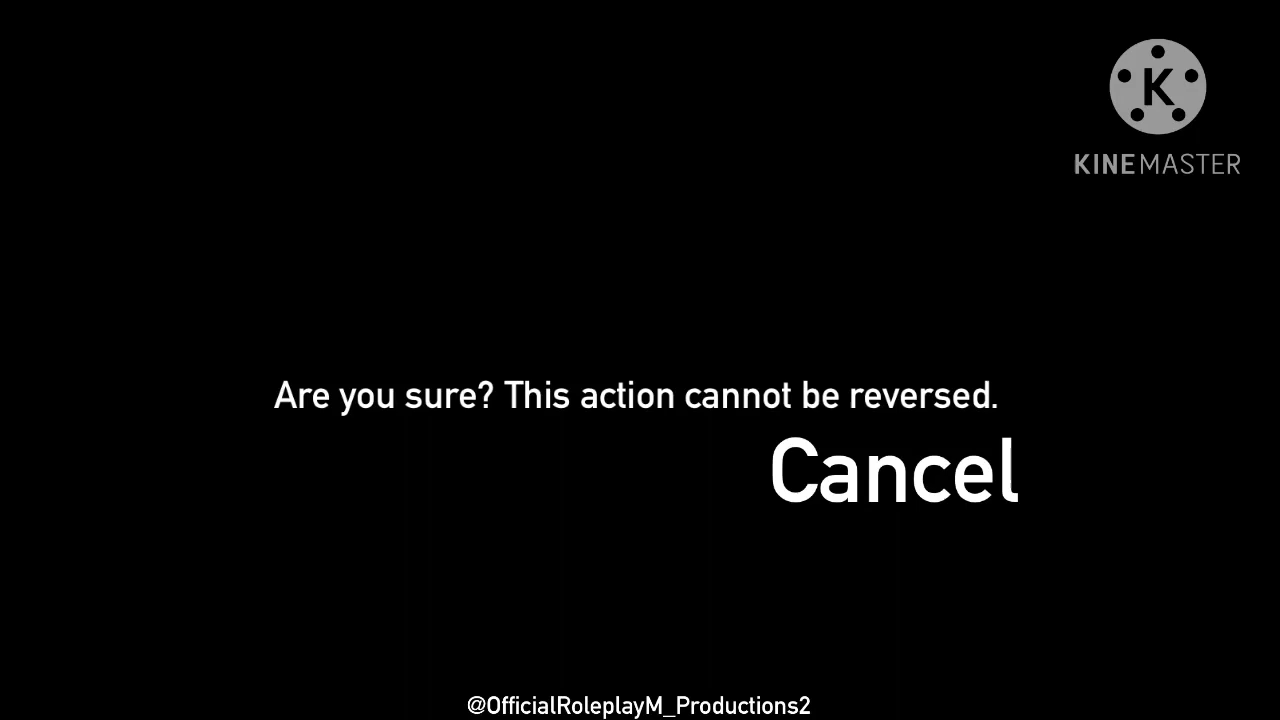 K
KINEMASTER
Are you sure? This action cannot be reversed.
Cancel
@OfficialRoleplayM_Productions2